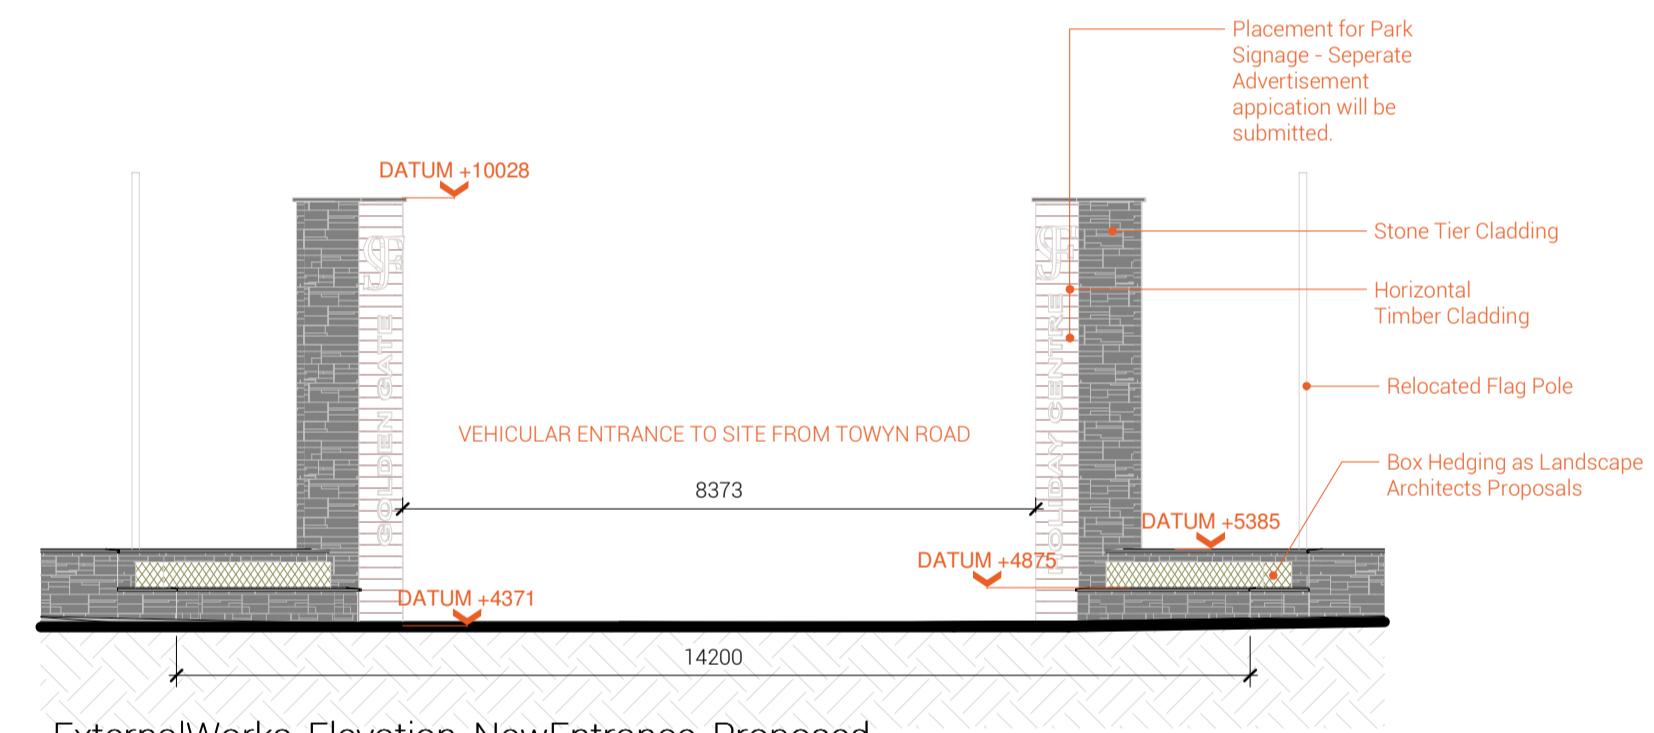 Placement for Park
Signage - Seperate
Advertisement
appication will be
submitted.
DATUM +10028
Stone Tier Cladding
Horizontal
Timber Cladding
GOLDEN GATE
HOLIDAY CENTRE
Relocated Flag Pole
VEHICULAR ENTRANCE TO SITE FROM TOWYN ROAD
Box Hedging as Landscape
Architects Proposals
8373
DATUM +5385
DATUM +4875
DATUM +4371
14200
ExternalWorks_Elevation_NewEntrance_Proposed